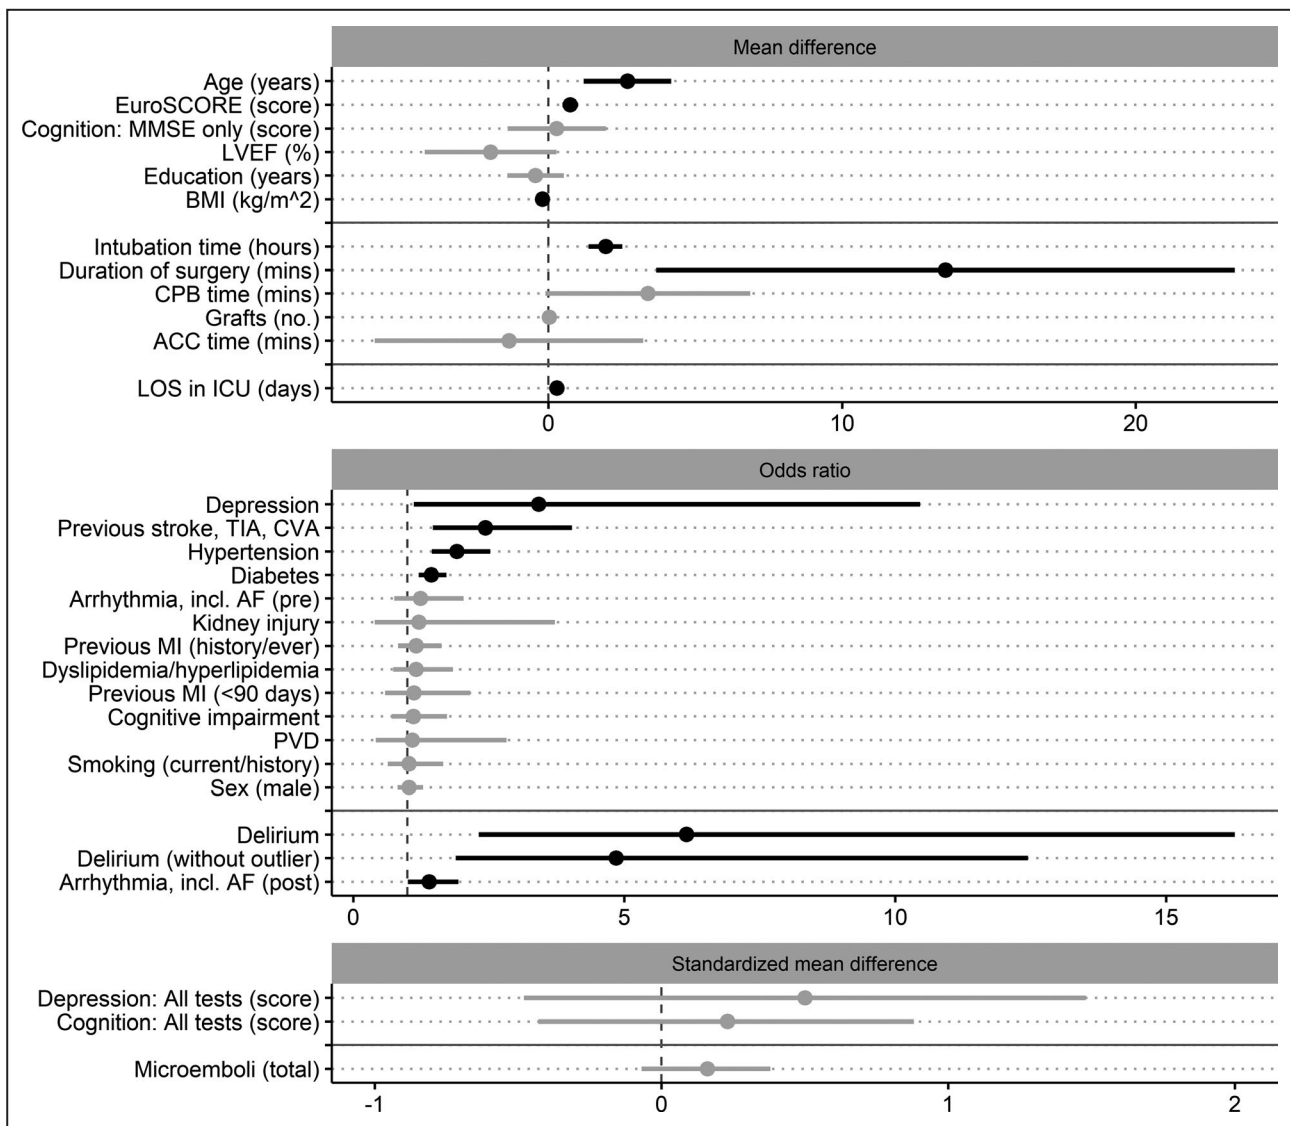 Mean difference
Age (years)
EuroSCORE (score)
Cognition: MMSE only (score)
LVEF (%)
Education (years)
BMI (kg/m^2)
Intubation time (hours)
Duration of surgery (mins)
CPB time (mins)
Grafts (no.)
ACC time (mins)
LOS in ICU (days)
0 10 20
Odds ratio
Depression
Previous stroke, TIA, CVA
Hypertension
Diabetes
Arrhythmia, incl. AF (pre)
Kidney injury
Previous MI (history/ever)
Dyslipidemia/hyperlipidemia
Previous MI (<90 days)
Cognitive impairment
PVD
Smoking (current/history)
Sex (male)
Delirium
Delirium (without outlier)
Arrhythmia, incl. AF (post)
0 5 10 15
Standardized mean difference
Depression: All tests (score)
Cognition: All tests (score)
Microemboli (total)
-1 0 1 2